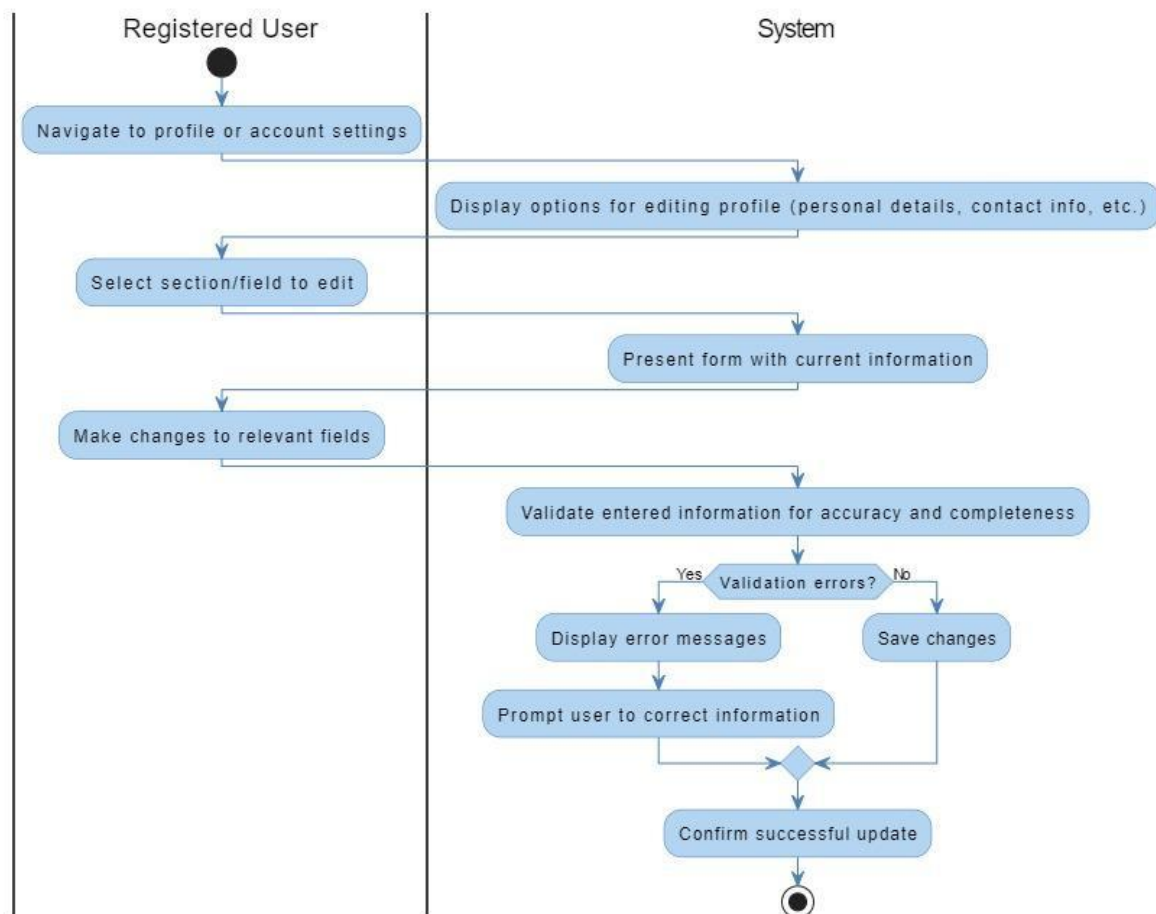 Registered User
System
Navigate to profile or account settings
Display options for editing profile (personal details, contact info, etc.)
Select section/field to edit
Present form with current information
Make changes to relevant fields
Validate entered information for accuracy and completeness
Yes
Validation errors?
No
Display error messages
Save changes
Prompt user to correct information
Confirm successful update